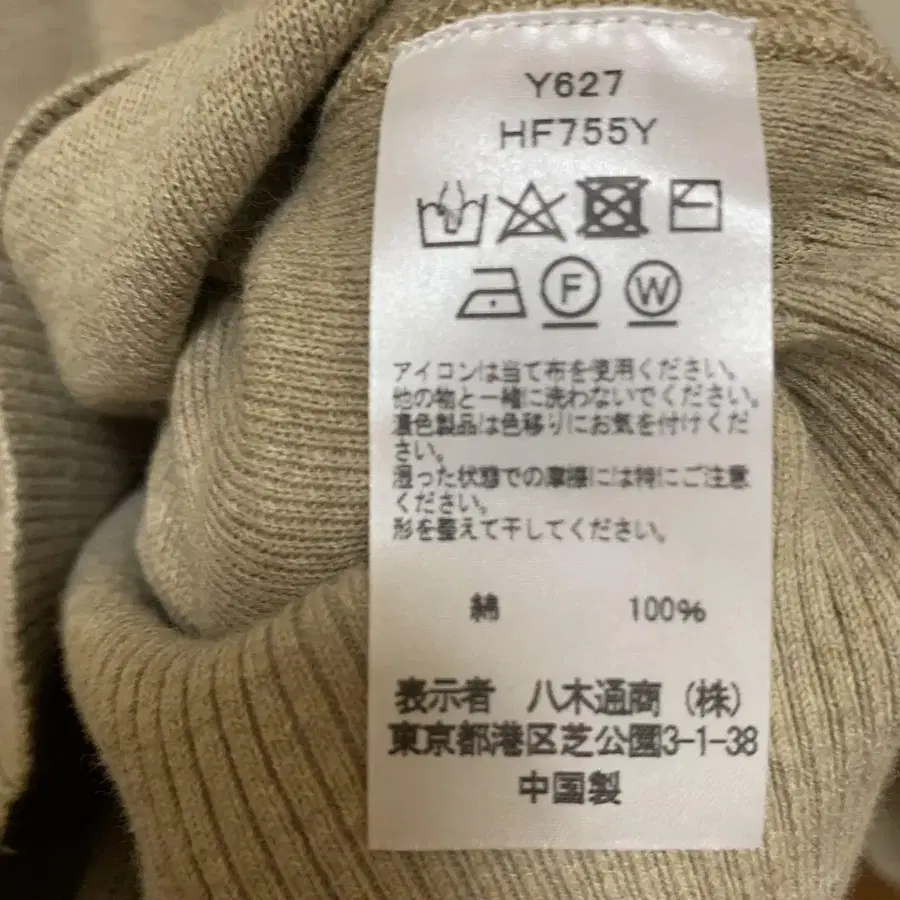 Y627
HF755Y
F W
アイロンは当て布を使用ください。
他の物と一緒に洗わないでください。
濃色製品は色移りにお気を付けくだ
さい。
湿った状態での摩擦には特にご注意
ください。
形を整えて干してください。
綿 100%
表示者 八木通商(株)
東京都港区芝公園3-1-38
中国製